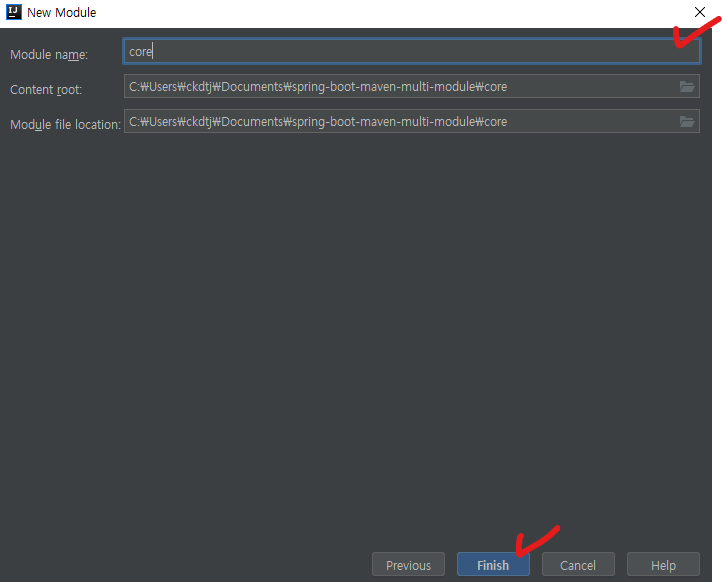 IJ New Module
Module name: core
Content root: C:₩Users₩ckdtj₩Documents₩spring-boot-maven-multi-module₩core
Module file location: C:₩Users₩ckdtj₩Documents₩spring-boot-maven-multi-module₩core
Previous Finish Cancel Help